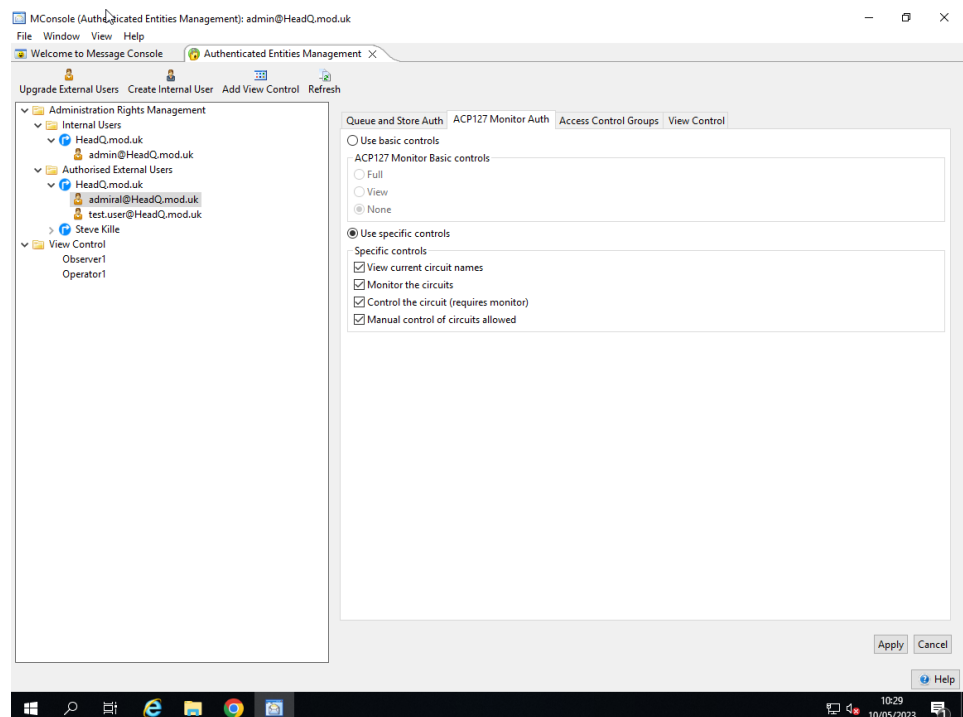 MConsole (Authenticated Entities Management): admin@HeadQ.mod.uk
File Window View Help
Welcome to Message Console Authenticated Entities Management
Upgrade External Users Create Internal User Add View Control Refresh
Administration Rights Management
Internal Users
HeadQ.mod.uk
admin@HeadQ.mod.uk
Authorised External Users
HeadQ.mod.uk
admiral@HeadQ.mod.uk
test.user@HeadQ.mod.uk
Steve Kille
View Control
Observer1
Operator1
Queue and Store Auth ACP127 Monitor Auth Access Control Groups View Control
Use basic controls
ACP127 Monitor Basic controls
Full
View
None
Use specific controls
Specific controls
View current circuit names
Monitor the circuits
Control the circuit (requires monitor)
Manual control of circuits allowed
Apply Cancel
Help
10:29
10/05/2023
1